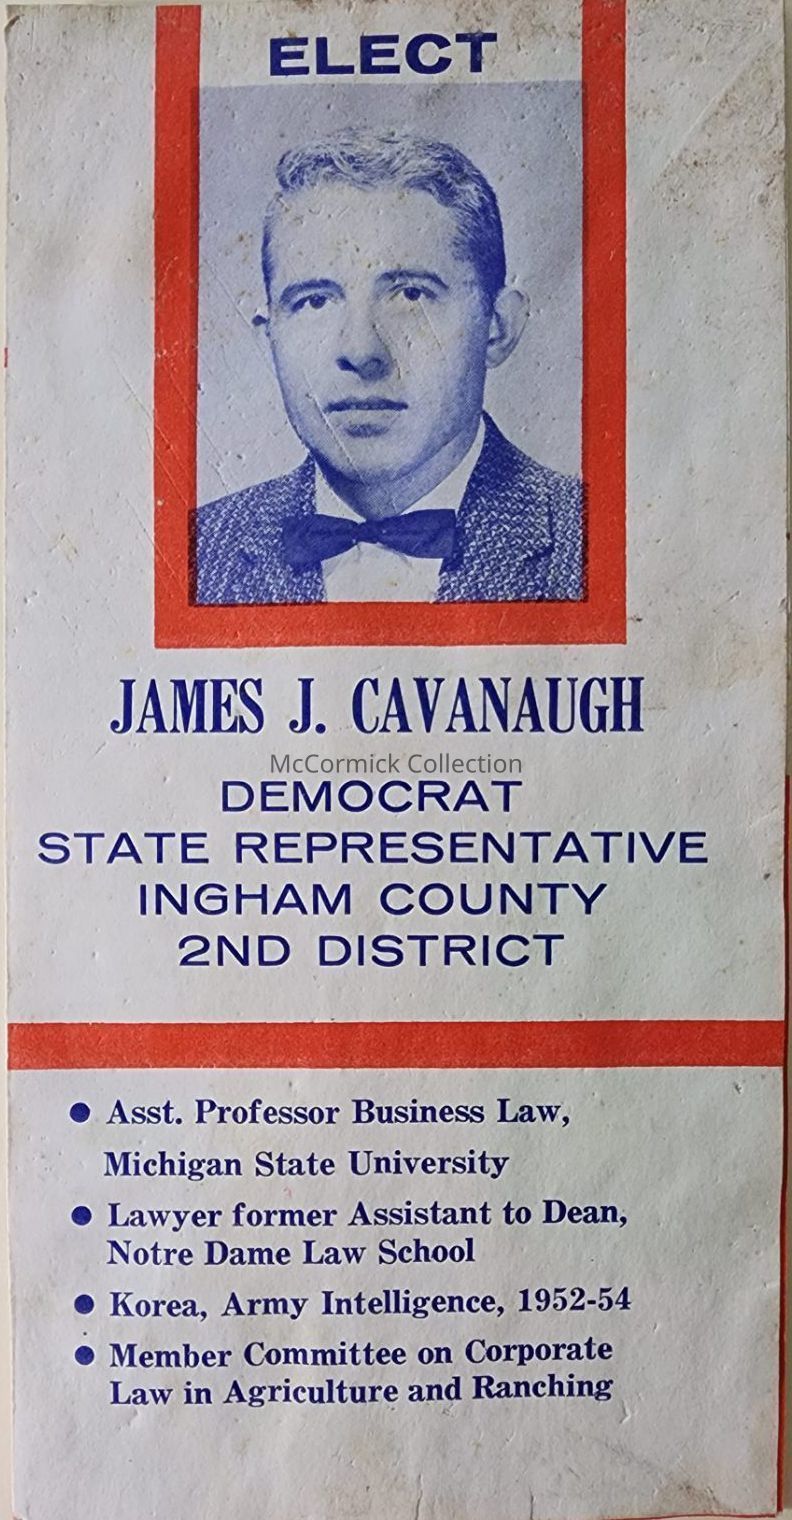 ELECT
JAMES J. CAVANAUGH
McCormick Collection
DEMOCRAT
STATE REPRESENTATIVE
INGHAM COUNTY
2ND DISTRICT
● Asst. Professor Business Law,
Michigan State University
● Lawyer former Assistant to Dean,
Notre Dame Law School
● Korea, Army Intelligence, 1952-54
● Member Committee on Corporate
Law in Agriculture and Ranching